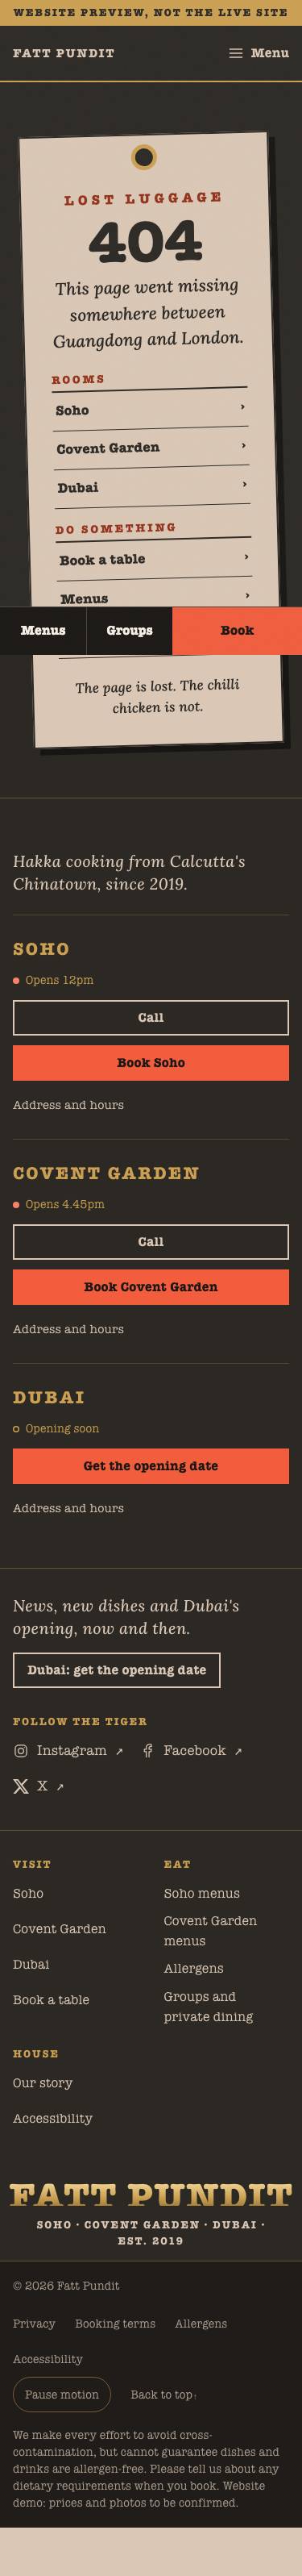 WEBSITE PREVIEW, NOT THE LIVE SITE
FATT PUNDIT
Menu
LOST LUGGAGE
404
This page went missing
somewhere between
Guangdong and London.
ROOMS
Soho ›
Covent Garden ›
Dubai ›
DO SOMETHING
Book a table ›
Menus ›
Menus
Groups
Book
The page is lost. The chilli
chicken is not.
Hakka cooking from Calcutta's
Chinatown, since 2019.
SOHO
Opens 12pm
Call
Book Soho
Address and hours
COVENT GARDEN
Opens 4.45pm
Call
Book Covent Garden
Address and hours
DUBAI
Opening soon
Get the opening date
Address and hours
News, new dishes and Dubai's
opening, now and then.
Dubai: get the opening date
FOLLOW THE TIGER
Instagram ↗
Facebook ↗
X ↗
VISIT
Soho
Covent Garden
Dubai
Book a table
EAT
Soho menus
Covent Garden
menus
Allergens
Groups and
private dining
HOUSE
Our story
Accessibility
FATT PUNDIT
SOHO · COVENT GARDEN · DUBAI ·
EST. 2019
© 2026 Fatt Pundit
Privacy
Booking terms
Allergens
Accessibility
Pause motion
Back to top ↑
We make every effort to avoid cross-
contamination, but cannot guarantee dishes and
drinks are allergen-free. Please tell us about any
dietary requirements when you book. Website
demo: prices and photos to be confirmed.